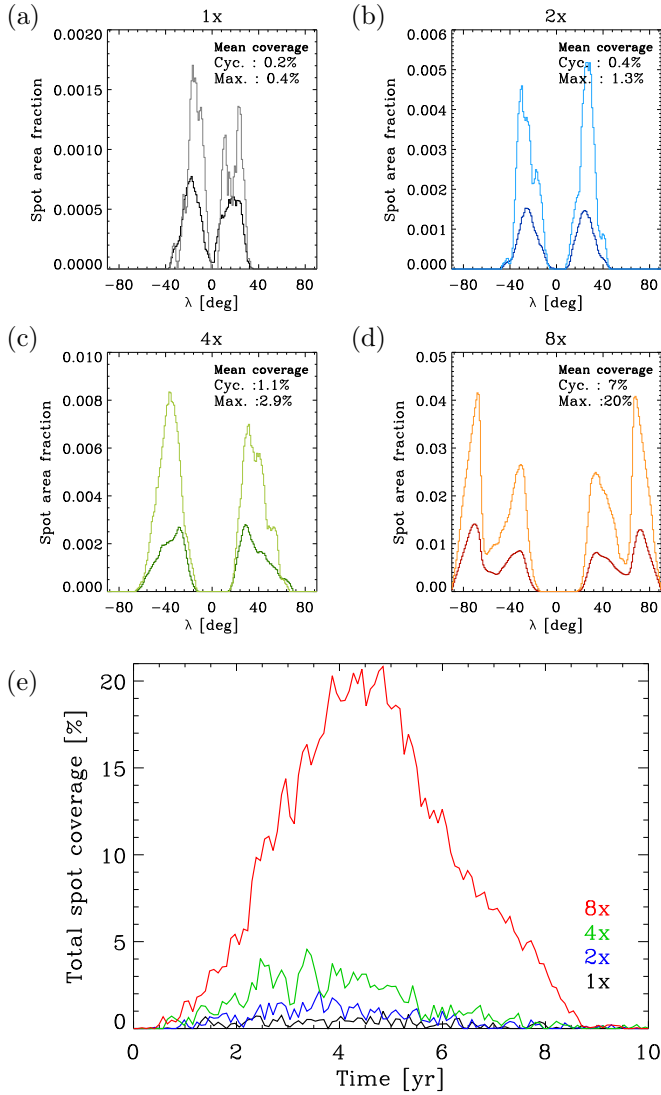 (a) 1x
Mean coverage
Cyc. : 0.2%
Max. : 0.4%
Spot area fraction
0.0020
0.0015
0.0010
0.0005
0.0000
−80 −40 0 40 80
λ [deg]
(b) 2x
Mean coverage
Cyc. : 0.4%
Max. : 1.3%
Spot area fraction
0.006
0.005
0.004
0.003
0.002
0.001
0.000
−80 −40 0 40 80
λ [deg]
(c) 4x
Mean coverage
Cyc. :1.1%
Max. :2.9%
Spot area fraction
0.010
0.008
0.006
0.004
0.002
0.000
−80 −40 0 40 80
λ [deg]
(d) 8x
Mean coverage
Cyc. : 7%
Max. :20%
Spot area fraction
0.05
0.04
0.03
0.02
0.01
0.00
−80 −40 0 40 80
λ [deg]
(e)
Total spot coverage [%]
20
15
10
5
0
8x
4x
2x
1x
0 2 4 6 8 10
Time [yr]